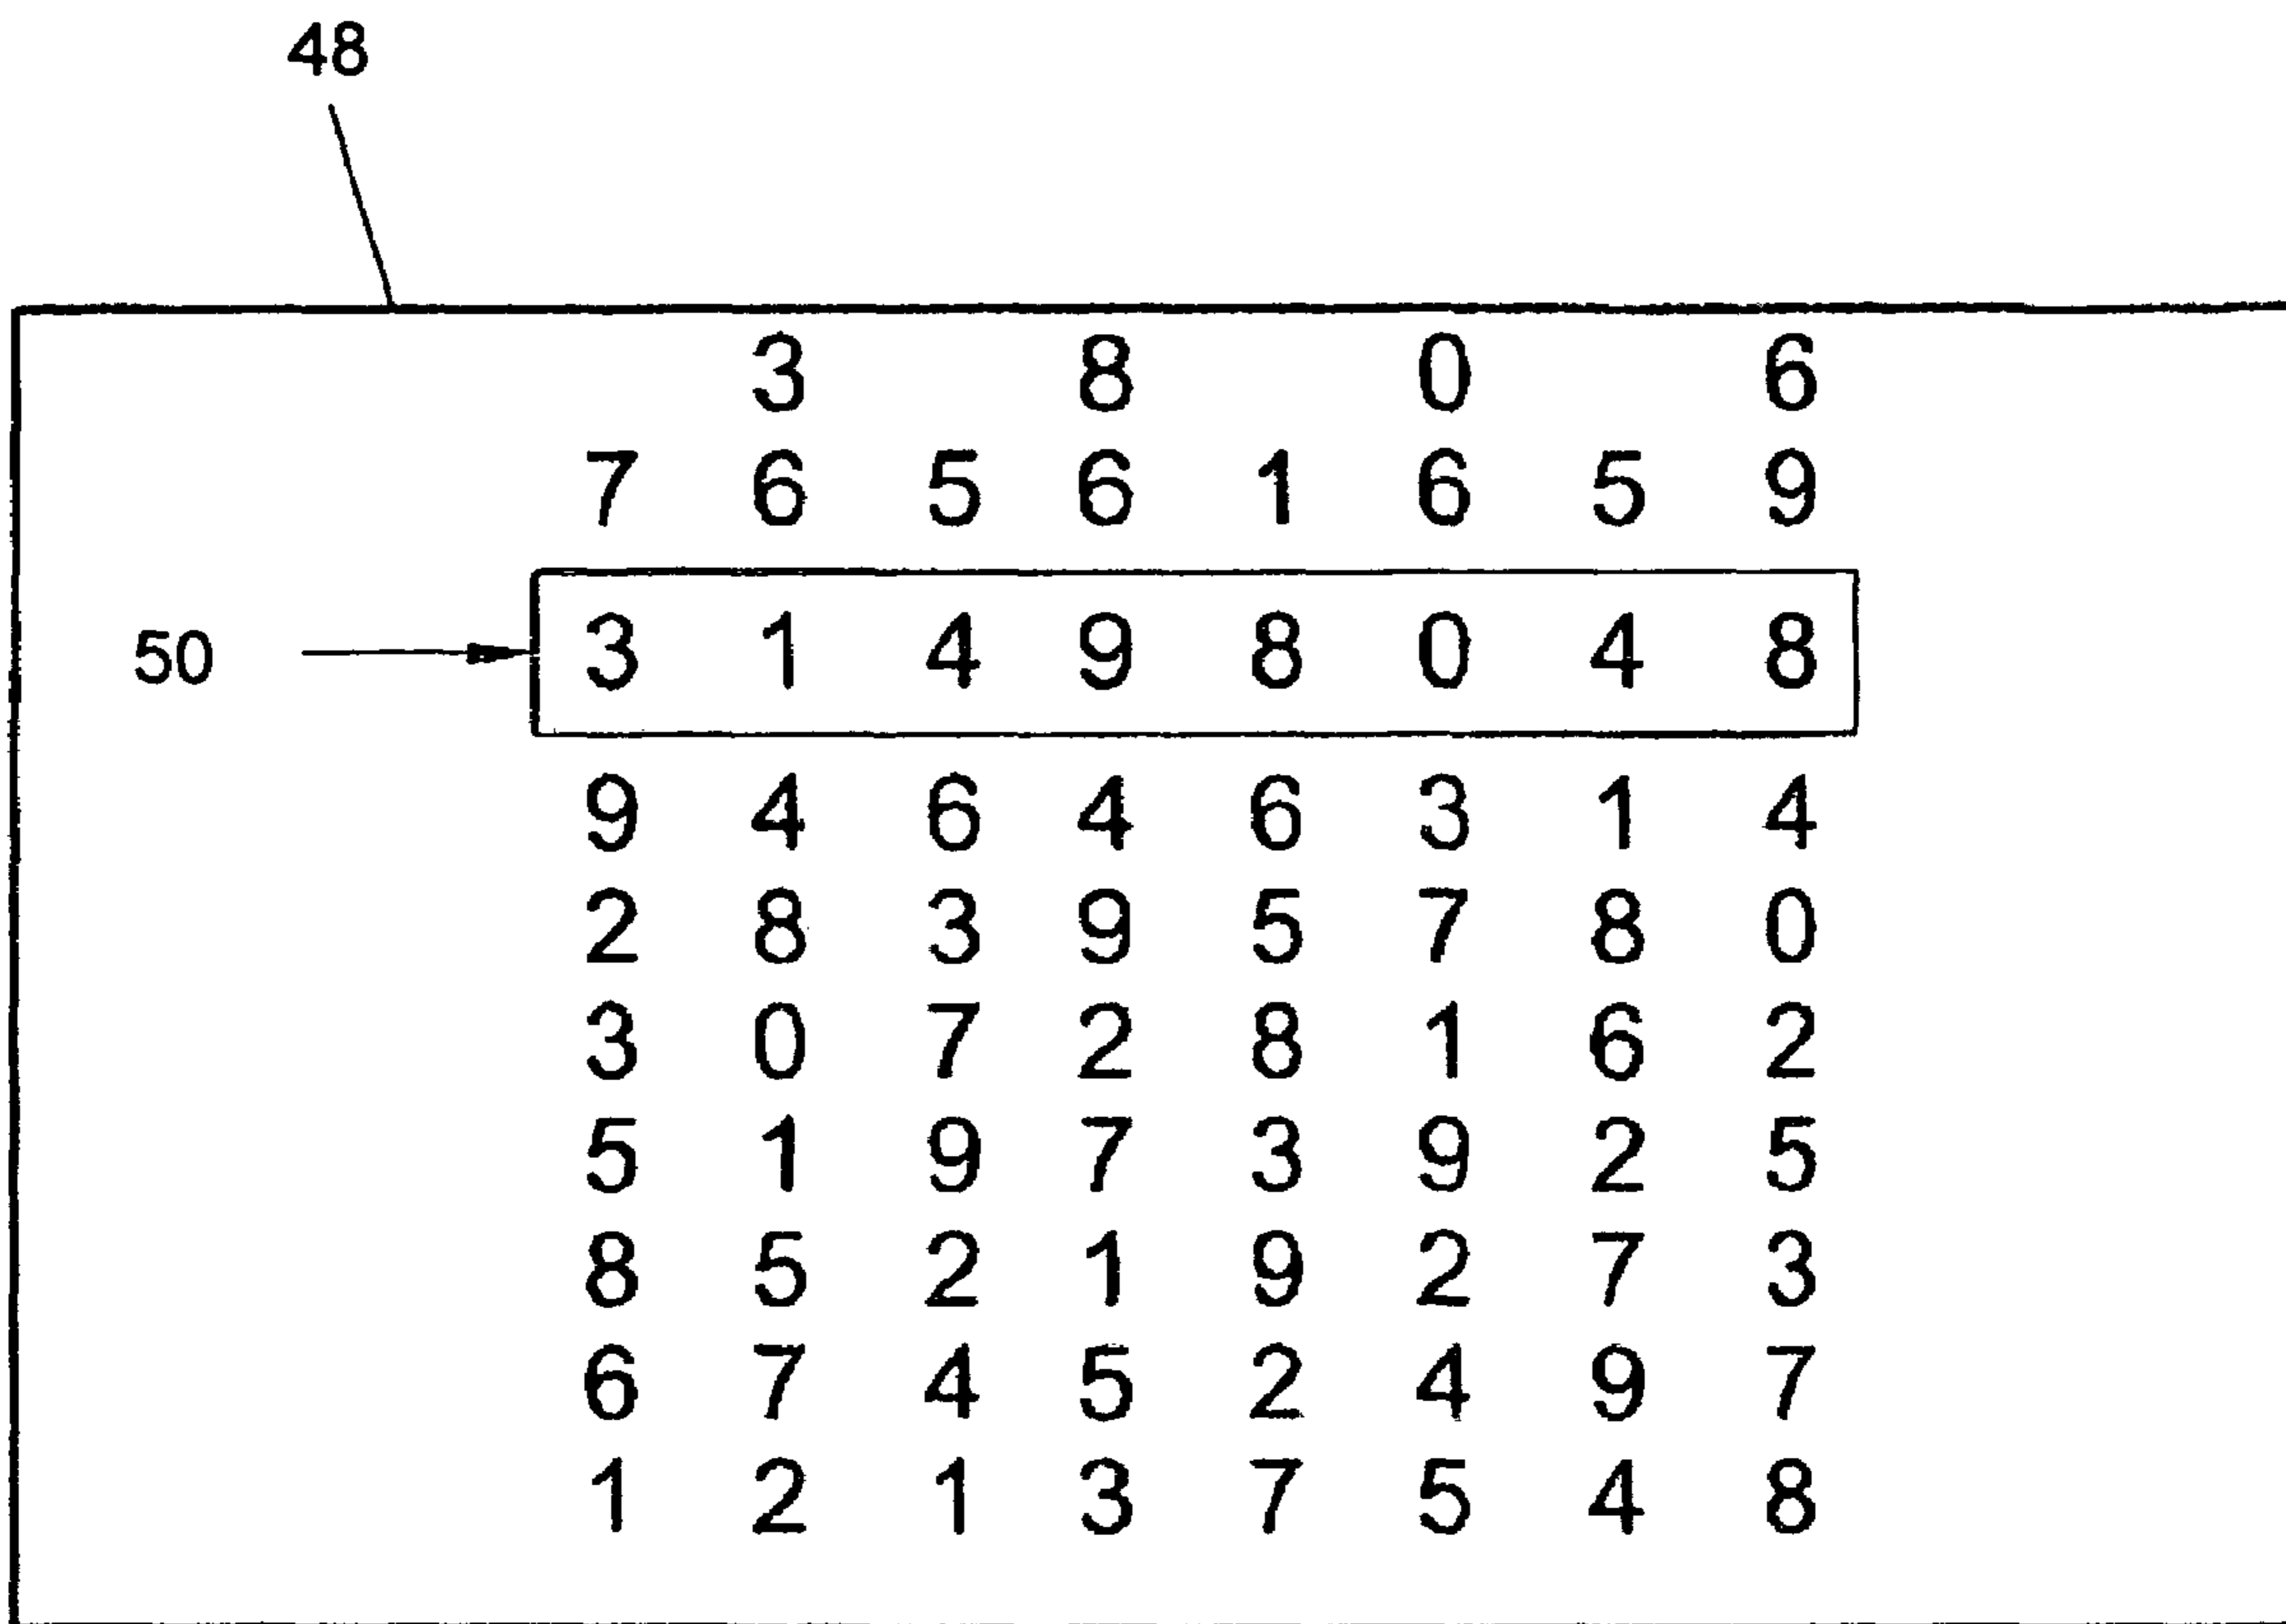 48
3 8 0 6
7 6 5 6 1 6 5 9
50 3 1 4 9 8 0 4 8
9 4 6 4 6 3 1 4
2 8 3 9 5 7 8 0
3 0 7 2 8 1 6 2
5 1 9 7 3 9 2 5
8 5 2 1 9 2 7 3
6 7 4 5 2 4 9 7
1 2 1 3 7 5 4 8